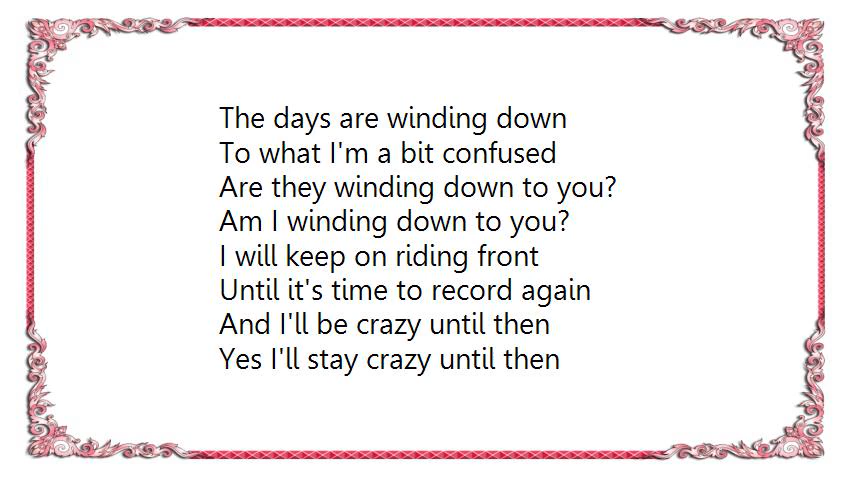 The days are winding down
To what I'm a bit confused
Are they winding down to you?
Am I winding down to you?
I will keep on riding front
Until it's time to record again
And I'll be crazy until then
Yes I'll stay crazy until then